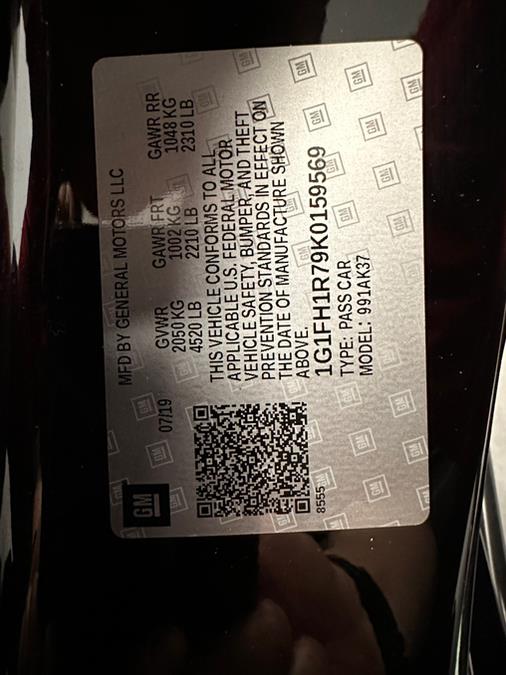 GM
MFD BY GENERAL MOTORS LLC
07/19
GVWR GAWR FRT GAWR RR
2050 KG 1002 KG 1048 KG
4520 LB 2210 LB 2310 LB
THIS VEHICLE CONFORMS TO ALL
APPLICABLE U.S. FEDERAL MOTOR
VEHICLE SAFETY, BUMPER, AND THEFT
PREVENTION STANDARDS IN EFFECT ON
THE DATE OF MANUFACTURE SHOWN
ABOVE.
1G1FH1R79K0159569
TYPE: PASS CAR
MODEL: 991AK37
8555